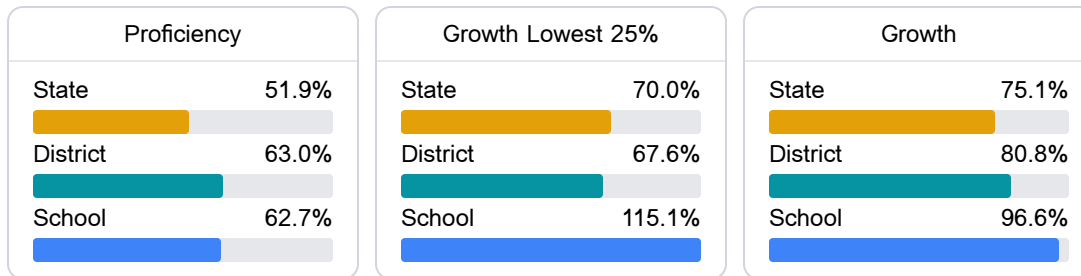 Proficiency
State 51.9%
District 63.0%
School 62.7%
Growth Lowest 25%
State 70.0%
District 67.6%
School 115.1%
Growth
State 75.1%
District 80.8%
School 96.6%